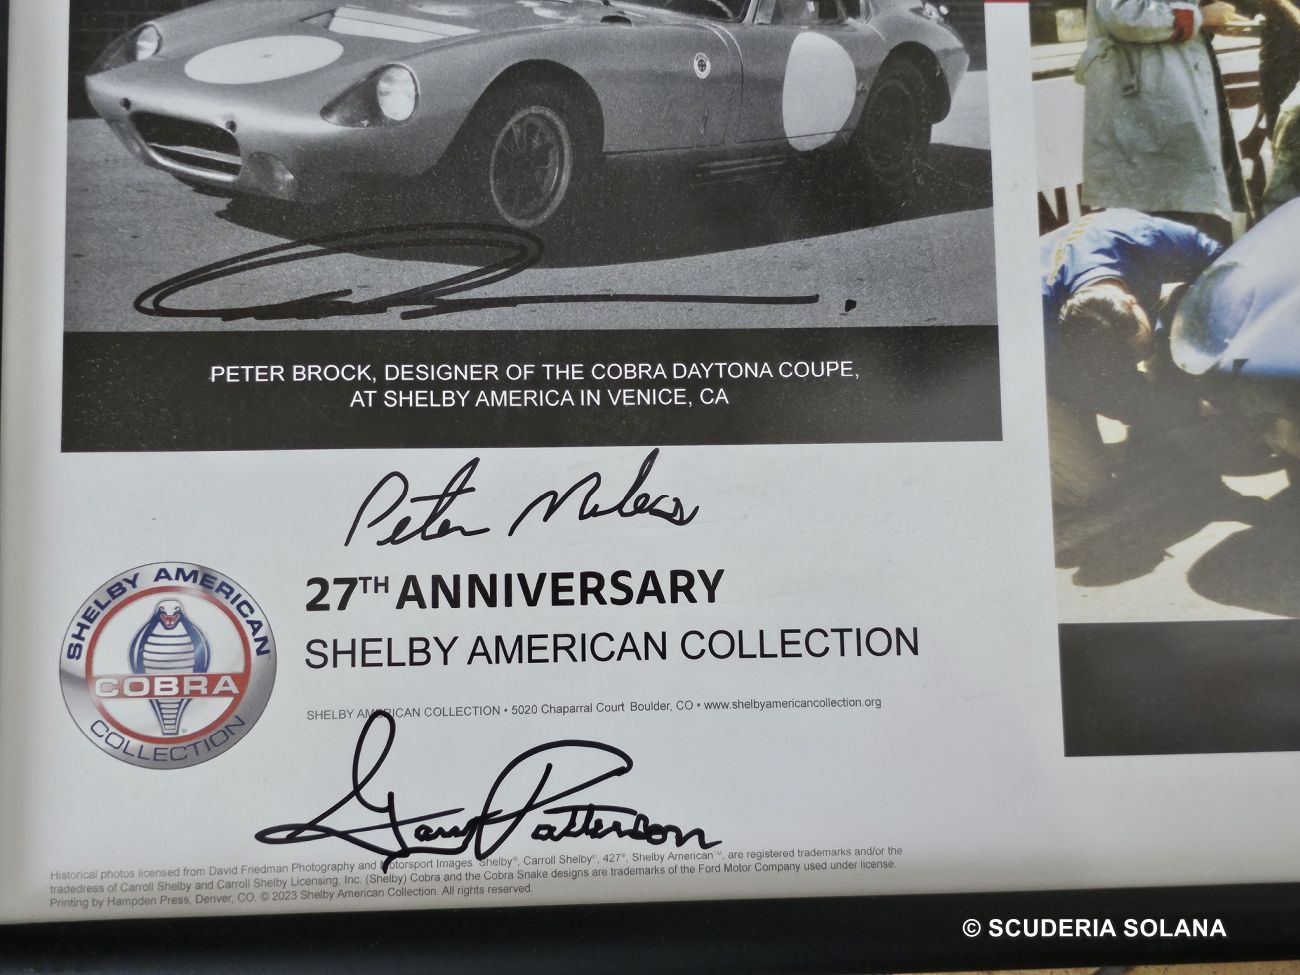 PETER BROCK, DESIGNER OF THE COBRA DAYTONA COUPE,
AT SHELBY AMERICA IN VENICE, CA
Peter
27TH ANNIVERSARY
SHELBY AMERICAN COLLECTION
SHELBY AMERICAN
COBRA
COLLECTION
SHELBY AMERICAN COLLECTION • 5020 Chaparral Court Boulder, CO • www.shelbyamericancollection.org
Gary Patterson
Historical photos licensed from David Friedman Photography and Motorsport Images. Shelby®, Carroll Shelby®, 427®, Shelby American™, are registered trademarks and/or the
tradedress of Carroll Shelby and Carroll Shelby Licensing, Inc. (Shelby) Cobra and the Cobra Snake designs are trademarks of the Ford Motor Company used under license.
Printing by Hampden Press, Denver, CO. © 2023 Shelby American Collection. All rights reserved.
© SCUDERIA SOLANA